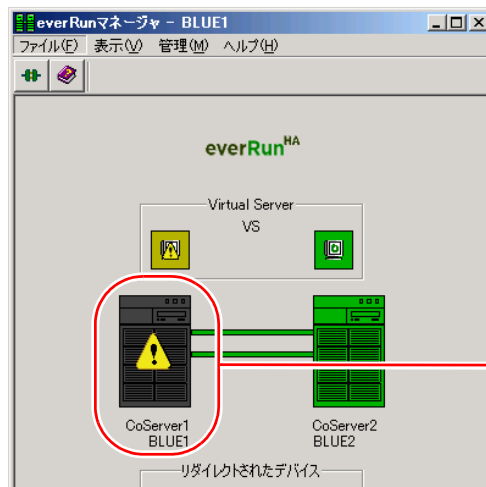 everRunマネージャ - BLUE1
ファイル(F) 表示(V) 管理(M) ヘルプ(H)
everRunHA
Virtual Server
VS
CoServer1 CoServer2
BLUE1 BLUE2
リダイレクトされたデバイス